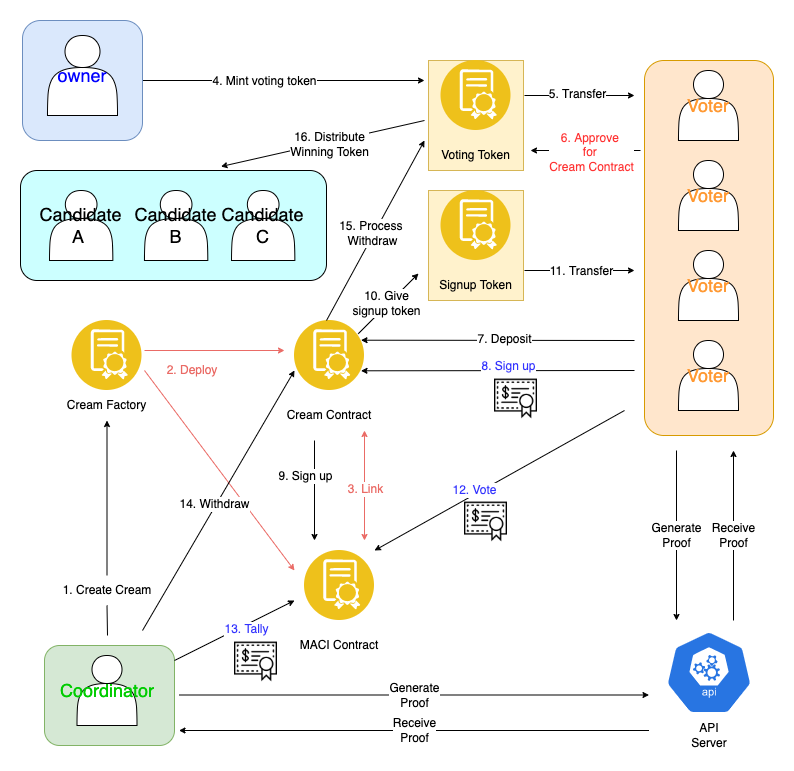 owner
4. Mint voting token
Voting Token
5. Transfer
Voter
6. Approve
for
Cream Contract
16. Distribute
Winning Token
Candidate
A
Candidate
B
Candidate
C
Voter
15. Process
Withdraw
Signup Token
11. Transfer
Voter
10. Give
signup token
7. Deposit
8. Sign up
$
Voter
2. Deploy
Cream Factory
Cream Contract
9. Sign up
3. Link
14. Withdraw
12. Vote
$
Generate
Proof
Receive
Proof
1. Create Cream
13. Tally
$
MACI Contract
Coordinator
Generate
Proof
Receive
Proof
api
API
Server